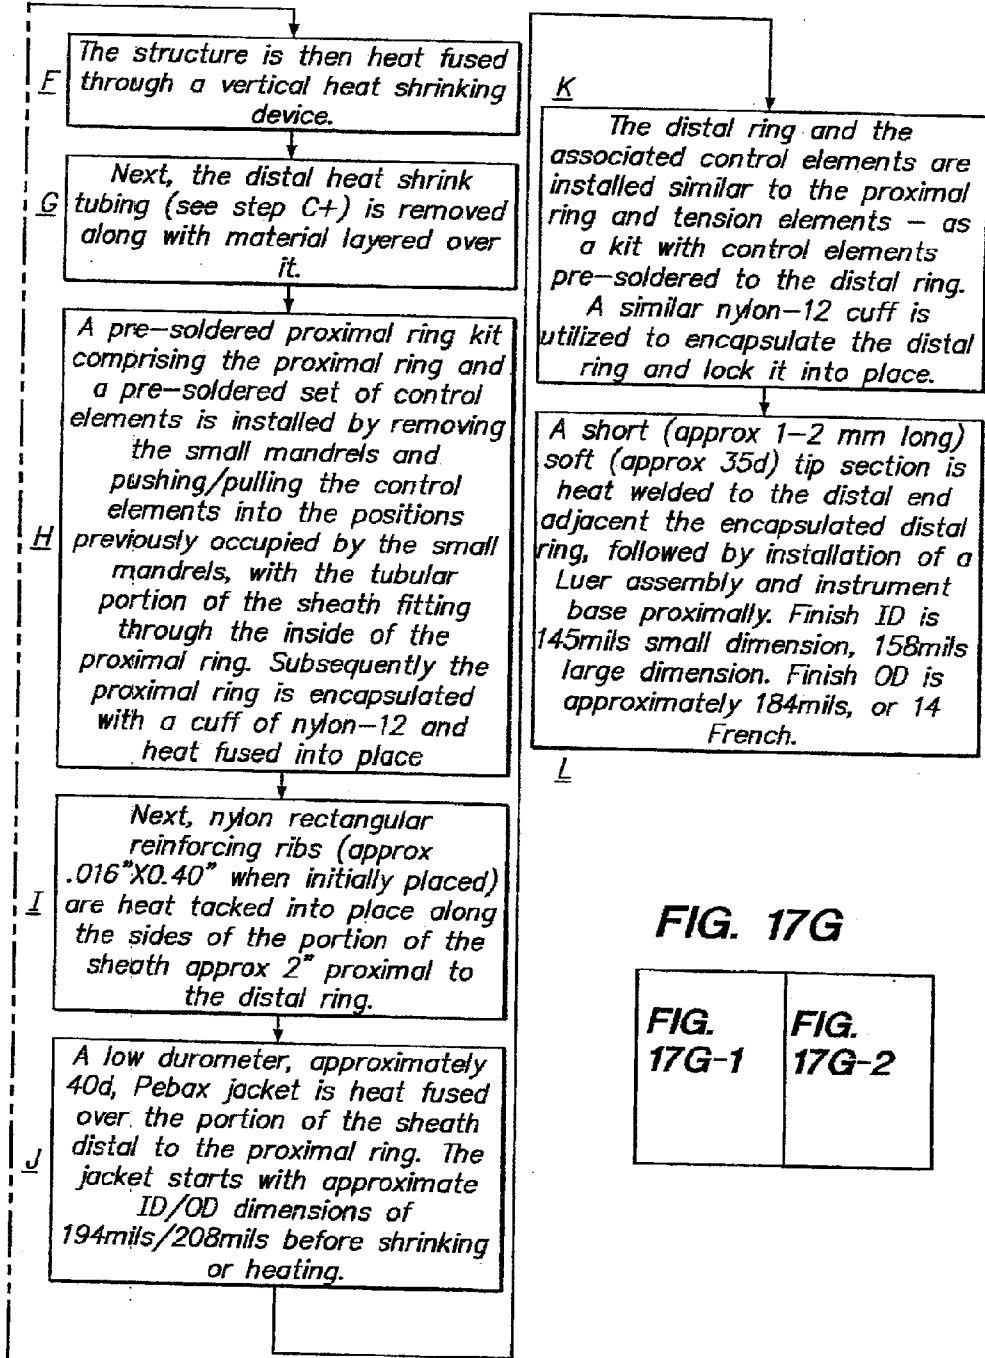 F
The structure is then heat fused
through a vertical heat shrinking
device.
G
Next, the distal heat shrink
tubing (see step C+) is removed
along with material layered over
it.
H
A pre-soldered proximal ring kit
comprising the proximal ring and
a pre-soldered set of control
elements is installed by removing
the small mandrels and
pushing/pulling the control
elements into the positions
previously occupied by the small
mandrels, with the tubular
portion of the sheath fitting
through the inside of the
proximal ring. Subsequently the
proximal ring is encapsulated
with a cuff of nylon-12 and
heat fused into place
I
Next, nylon rectangular
reinforcing ribs (approx
.016"X0.40" when initially placed)
are heat tacked into place along
the sides of the portion of the
sheath approx 2" proximal to
the distal ring.
J
A low durometer, approximately
40d, Pebax jacket is heat fused
over the portion of the sheath
distal to the proximal ring. The
jacket starts with approximate
ID/OD dimensions of
194mils/208mils before shrinking
or heating.
K
The distal ring and the
associated control elements are
installed similar to the proximal
ring and tension elements - as
a kit with control elements
pre-soldered to the distal ring.
A similar nylon-12 cuff is
utilized to encapsulate the distal
ring and lock it into place.
A short (approx 1-2 mm long)
soft (approx 35d) tip section is
heat welded to the distal end
adjacent the encapsulated distal
ring, followed by installation of a
Luer assembly and instrument
base proximally. Finish ID is
145mils small dimension, 158mils
large dimension. Finish OD is
approximately 184mils, or 14
French.
L
FIG. 17G
FIG.
17G-1
FIG.
17G-2